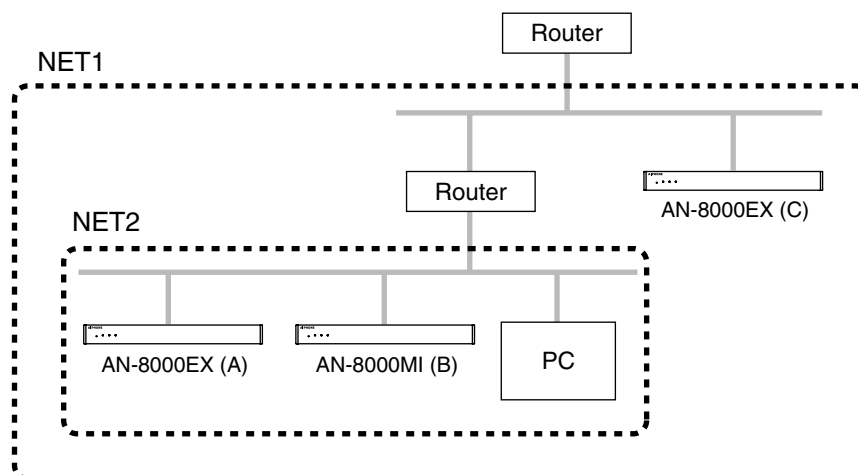 Router
NET1
Router
AN-8000EX (C)
NET2
AN-8000EX (A)
AN-8000MI (B)
PC